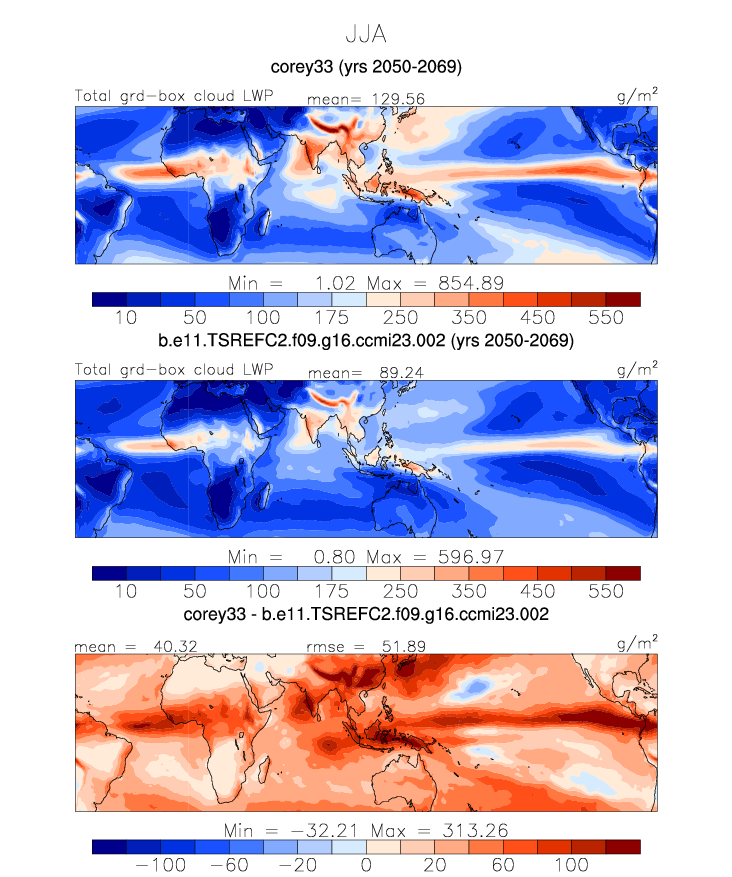 JJA
corey33 (yrs 2050-2069)
Total grd-box cloud LWP mean= 129.56 g/m²
Min = 1.02 Max = 854.89
10 50 100 175 250 350 450 550
b.e11.TSREFC2.f09.g16.ccmi23.002 (yrs 2050-2069)
Total grd-box cloud LWP mean= 89.24 g/m²
Min = 0.80 Max = 596.97
10 50 100 175 250 350 450 550
corey33 - b.e11.TSREFC2.f09.g16.ccmi23.002
mean = 40.32 rmse = 51.89 g/m²
Min = -32.21 Max = 313.26
-100 -60 -20 0 20 60 100